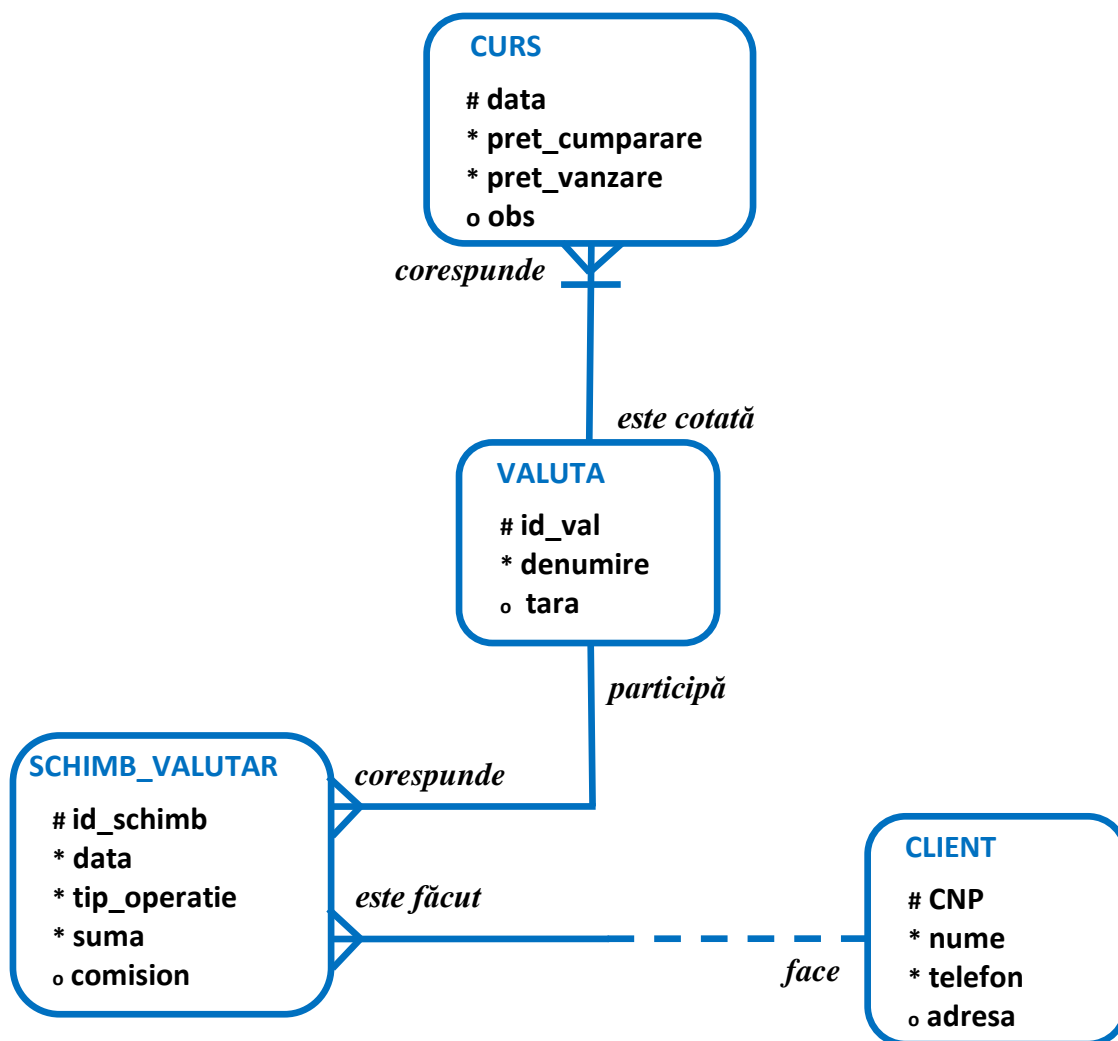 CURS
# data
* pret_cumparare
* pret_vanzare
o obs
corespunde
este cotată
VALUTA
# id_val
* denumire
o tara
participă
SCHIMB_VALUTAR
# id_schimb
* data
* tip_operatie
* suma
o comision
corespunde
este făcut
face
CLIENT
# CNP
* nume
* telefon
o adresa